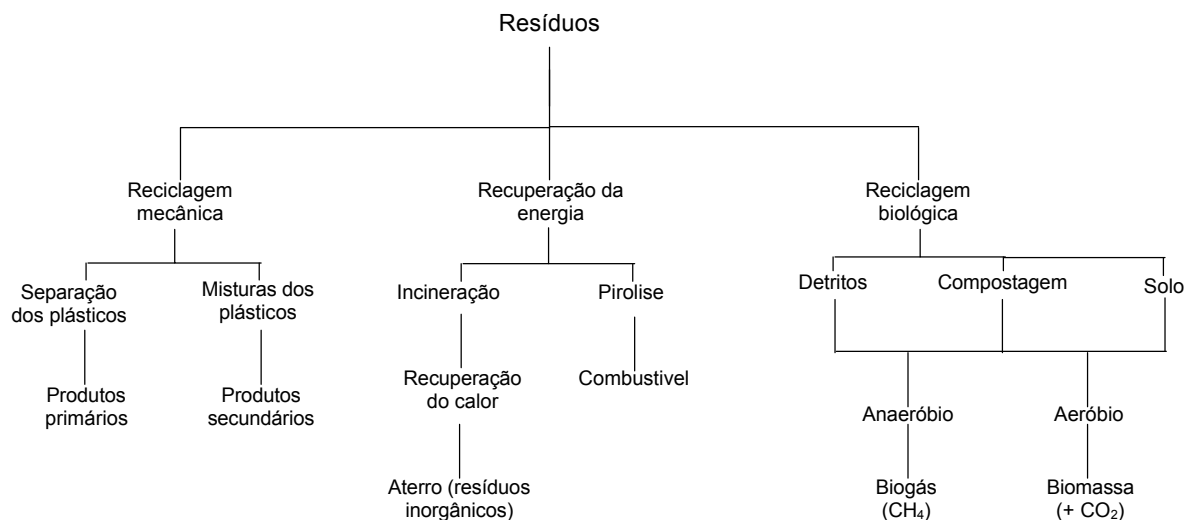 Resíduos
Reciclagem
mecânica
Recuperação da
energia
Reciclagem
biológica
Separação
dos plásticos
Misturas dos
plásticos
Incineração
Pirolise
Detritos
Compostagem
Solo
Produtos
primários
Produtos
secundários
Recuperação
do calor
Combustivel
Anaeróbio
Aeróbio
Aterro (resíduos
inorgânicos)
Biogás
(CH₄)
Biomassa
(+ CO₂)